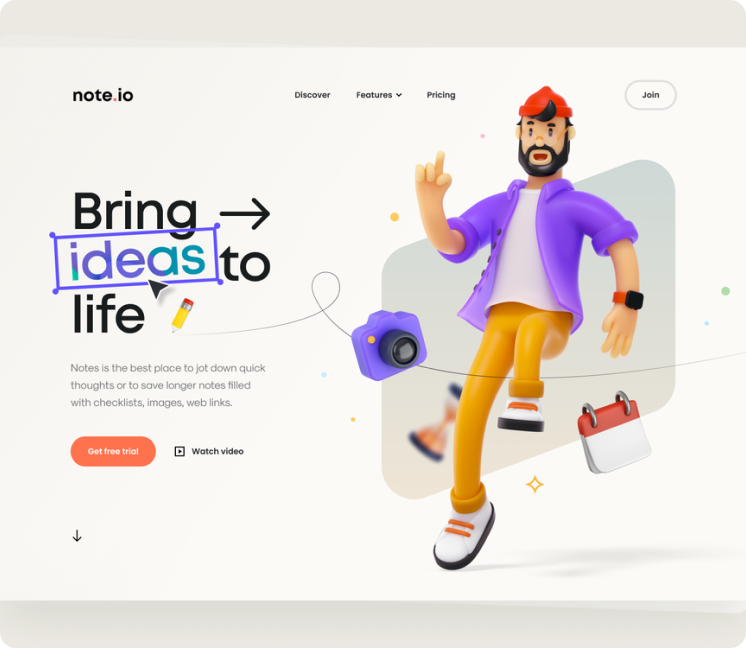 note.io
Discover Features Pricing
Join
Bring
ideas to
life
Notes is the best place to jot down quick
thoughts or to save longer notes filled
with checklists, images, web links.
Get free trial
Watch video